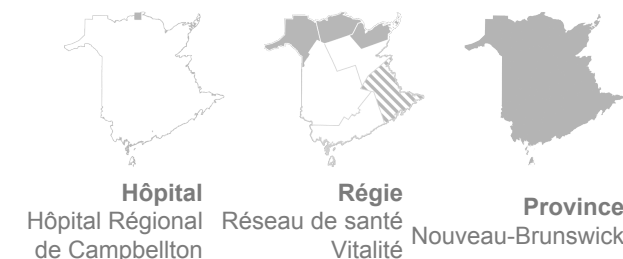 Hôpital
Hôpital Régional
de Campbellton
Régie
Réseau de santé
Vitalité
Province
Nouveau-Brunswick